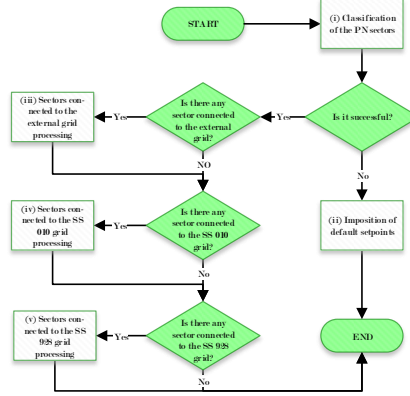 START
(i) Classification
of the PN sectors
Is it successful?
Yes
Is there any
sector connected
to the external
grid?
Yes
(iii) Sectors con-
nected to the
external grid
processing
NO
No
Is there any
sector connected
to the SS 010
grid?
Yes
(iv) Sectors con-
nected to the SS
010 grid
processing
(ii) Imposition of
default setpoints
No
Is there any
sector connected
to the SS 928
grid?
Yes
(v) Sectors con-
nected to the SS
928 grid
processing
END
No